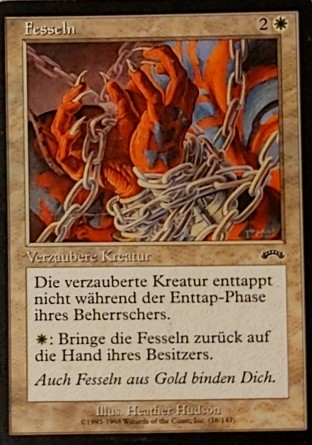 Fesseln 2
Verzaubere Kreatur
Die verzauberte Kreatur enttappt
nicht während der Enttap-Phase
ihres Beherrschers.
: Bringe die Fesseln zurück auf
die Hand ihres Besitzers.
Auch Fesseln aus Gold binden Dich.
Illus. Heather Hudson